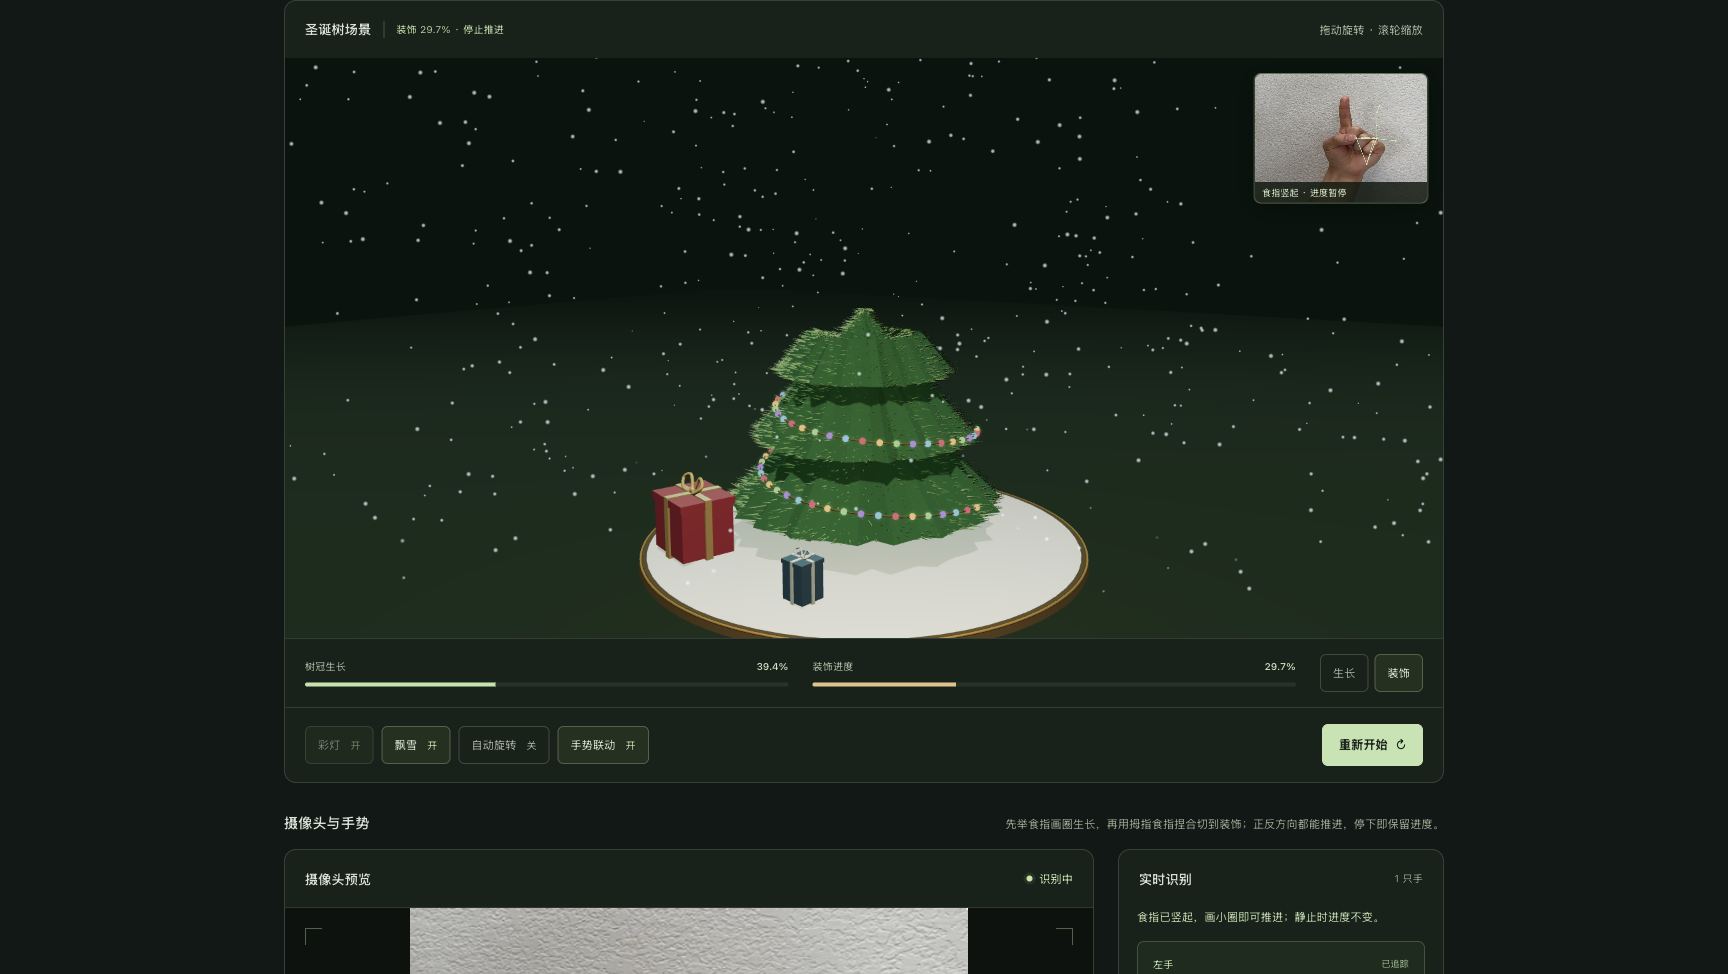 圣诞树场景
装饰 29.7% · 停止推进
拖动旋转 · 滚轮缩放
食指竖起 · 进度暂停
树冠生长 39.4%
装饰进度 29.7%
生长 装饰
彩灯 开 飘雪 开 自动旋转 关 手势联动 开
重新开始
摄像头与手势
先举食指画圈生长，再用拇指食指捏合切到装饰；正反方向都能推进，停下即保留进度。
摄像头预览
识别中
实时识别
1 只手
食指已竖起，画小圈即可推进；静止时进度不变。
左手
已追踪